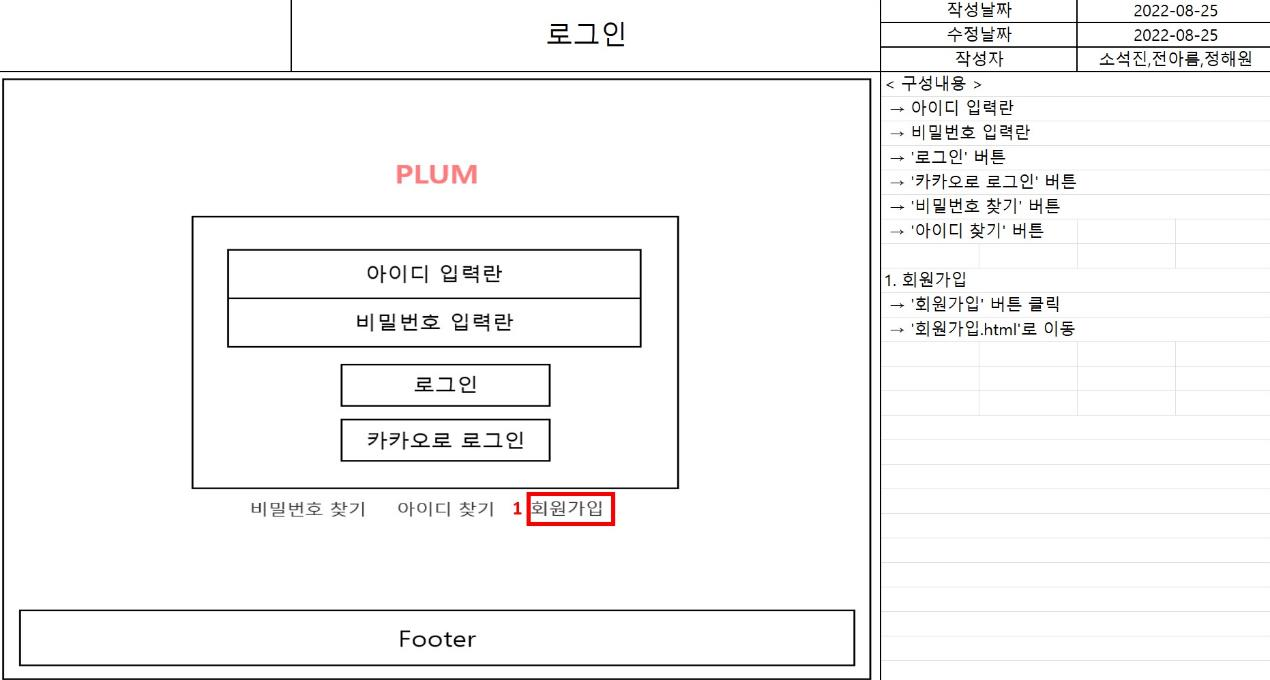 로그인
작성날짜 2022-08-25
수정날짜 2022-08-25
작성자 소석진,전아름,정해원
PLUM
아이디 입력란
비밀번호 입력란
로그인
카카오로 로그인
비밀번호 찾기 아이디 찾기 1 회원가입
Footer
< 구성내용 >
→ 아이디 입력란
→ 비밀번호 입력란
→ '로그인' 버튼
→ '카카오로 로그인' 버튼
→ '비밀번호 찾기' 버튼
→ '아이디 찾기' 버튼
1. 회원가입
→ '회원가입' 버튼 클릭
→ '회원가입.html'로 이동